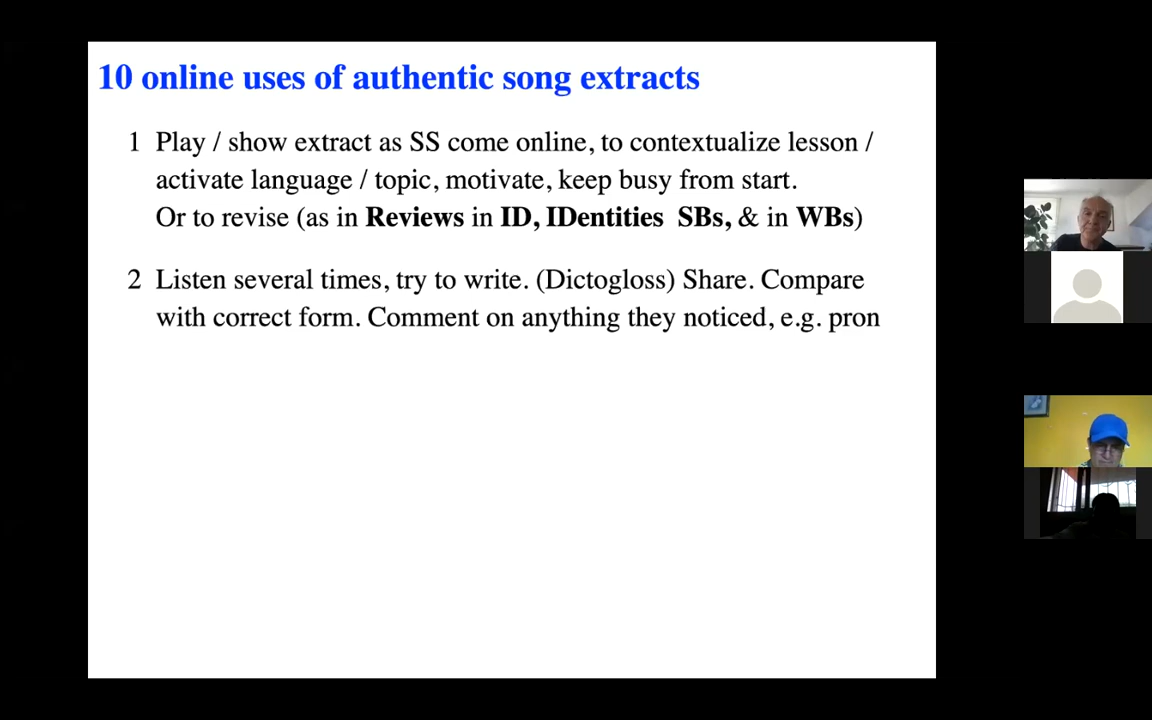 10 online uses of authentic song extracts
1 Play / show extract as SS come online, to contextualize lesson /
activate language / topic, motivate, keep busy from start.
Or to revise (as in Reviews in ID, IDentities SBs, & in WBs)
2 Listen several times, try to write. (Dictogloss) Share. Compare
with correct form. Comment on anything they noticed, e.g. pron